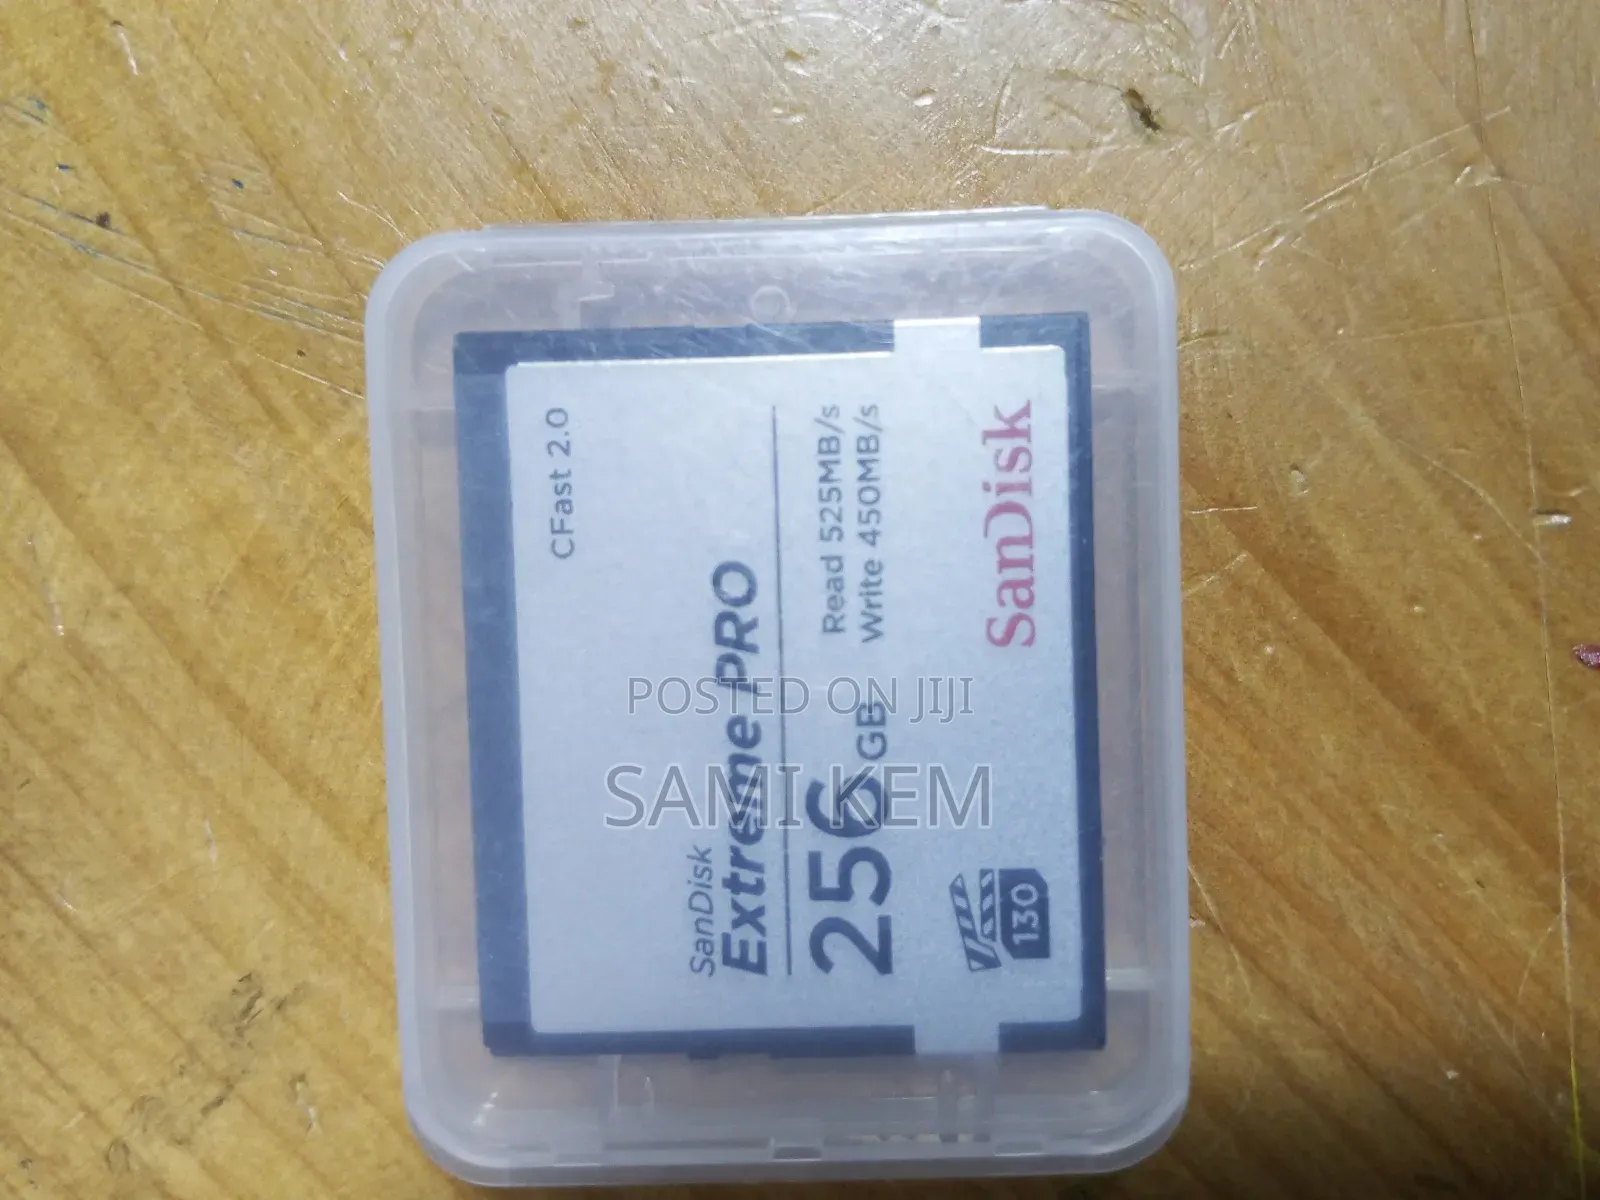 CFast 2.0
SanDisk
Extreme PRO
256GB
Read 525MB/s
Write 450MB/s
130
SanDisk
POSTED ON JIJI
SAMI KEM